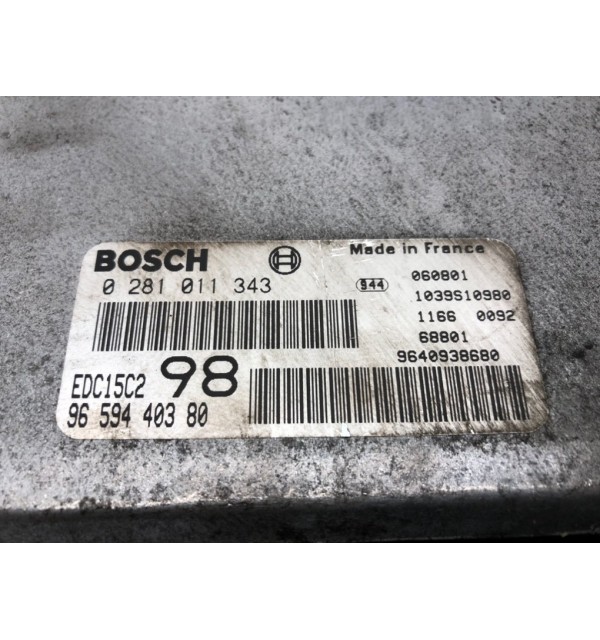 BOSCH
0 281 011 343
EDC15C2 98
96 594 403 80
Made in France
944 060801
1039S10980
1166 0092
68801
9640938680